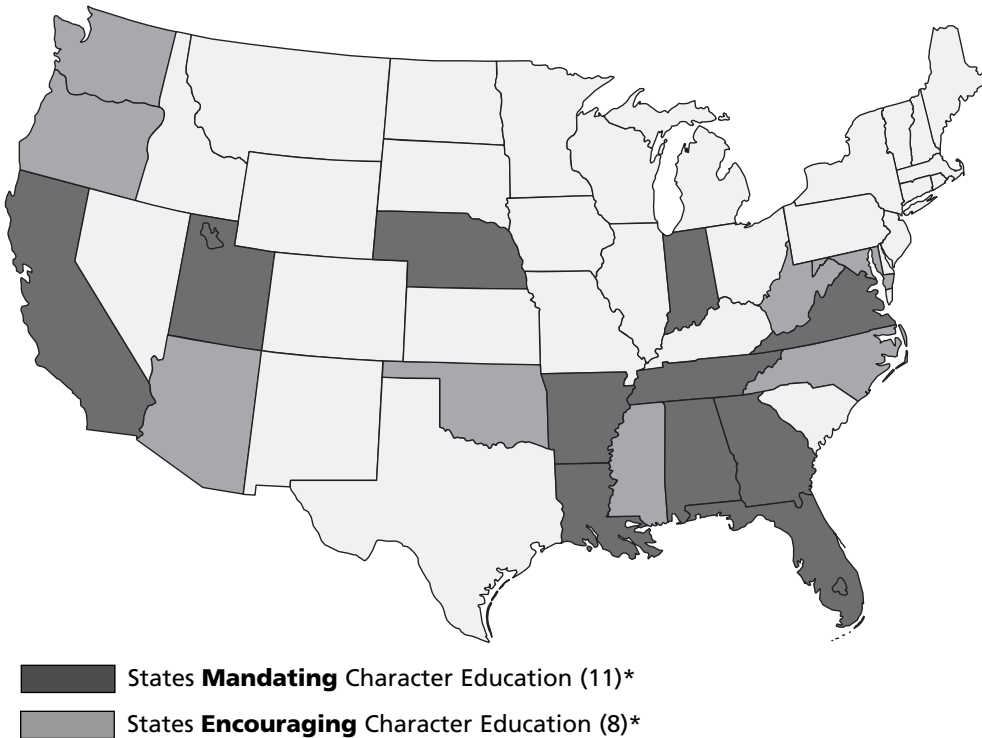 States Mandating Character Education (11)*
States Encouraging Character Education (8)*